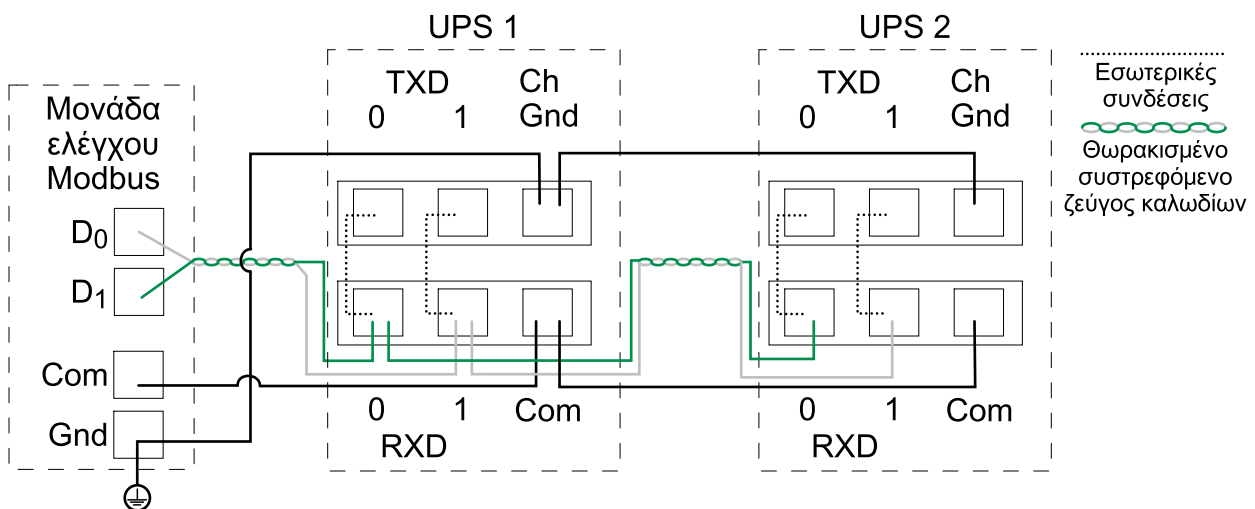 UPS 1
UPS 2
TXD
Ch
0
1
Gnd
TXD
Ch
0
1
Gnd
Εσωτερικές
συνδέσεις
Θωρακισμένο
συστρεφόμενο
ζεύγος καλωδίων
Μονάδα
ελέγχου
Modbus
D0
D1
Com
Gnd
0
1
Com
RXD
0
1
Com
RXD